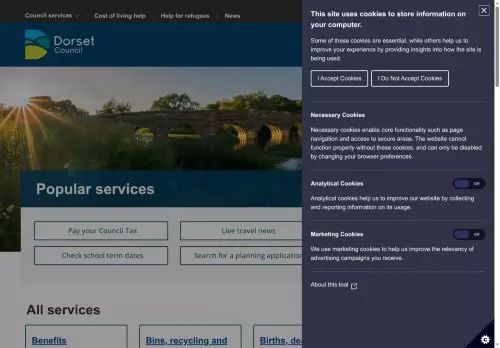 Council services
Cost of living help
Help for refugees
News
Dorset
Council
Popular services
Pay your Council Tax
Live travel news
Check school term dates
Search for a planning application
All services
Benefits
Bins, recycling and
Births, de
This site uses cookies to store information on
your computer.
Some of these cookies are essential, while others help us to
improve your experience by providing insights into how the site is
being used.
I Accept Cookies
I Do Not Accept Cookies
Necessary Cookies
Necessary cookies enable core functionality such as page
navigation and access to secure areas. The website cannot
function properly without these cookies, and can only be disabled
by changing your browser preferences.
Analytical Cookies
Off
Analytical cookies help us to improve our website by collecting
and reporting information on its usage.
Marketing Cookies
Off
We use marketing cookies to help us improve the relevancy of
advertising campaigns you receive.
About this tool